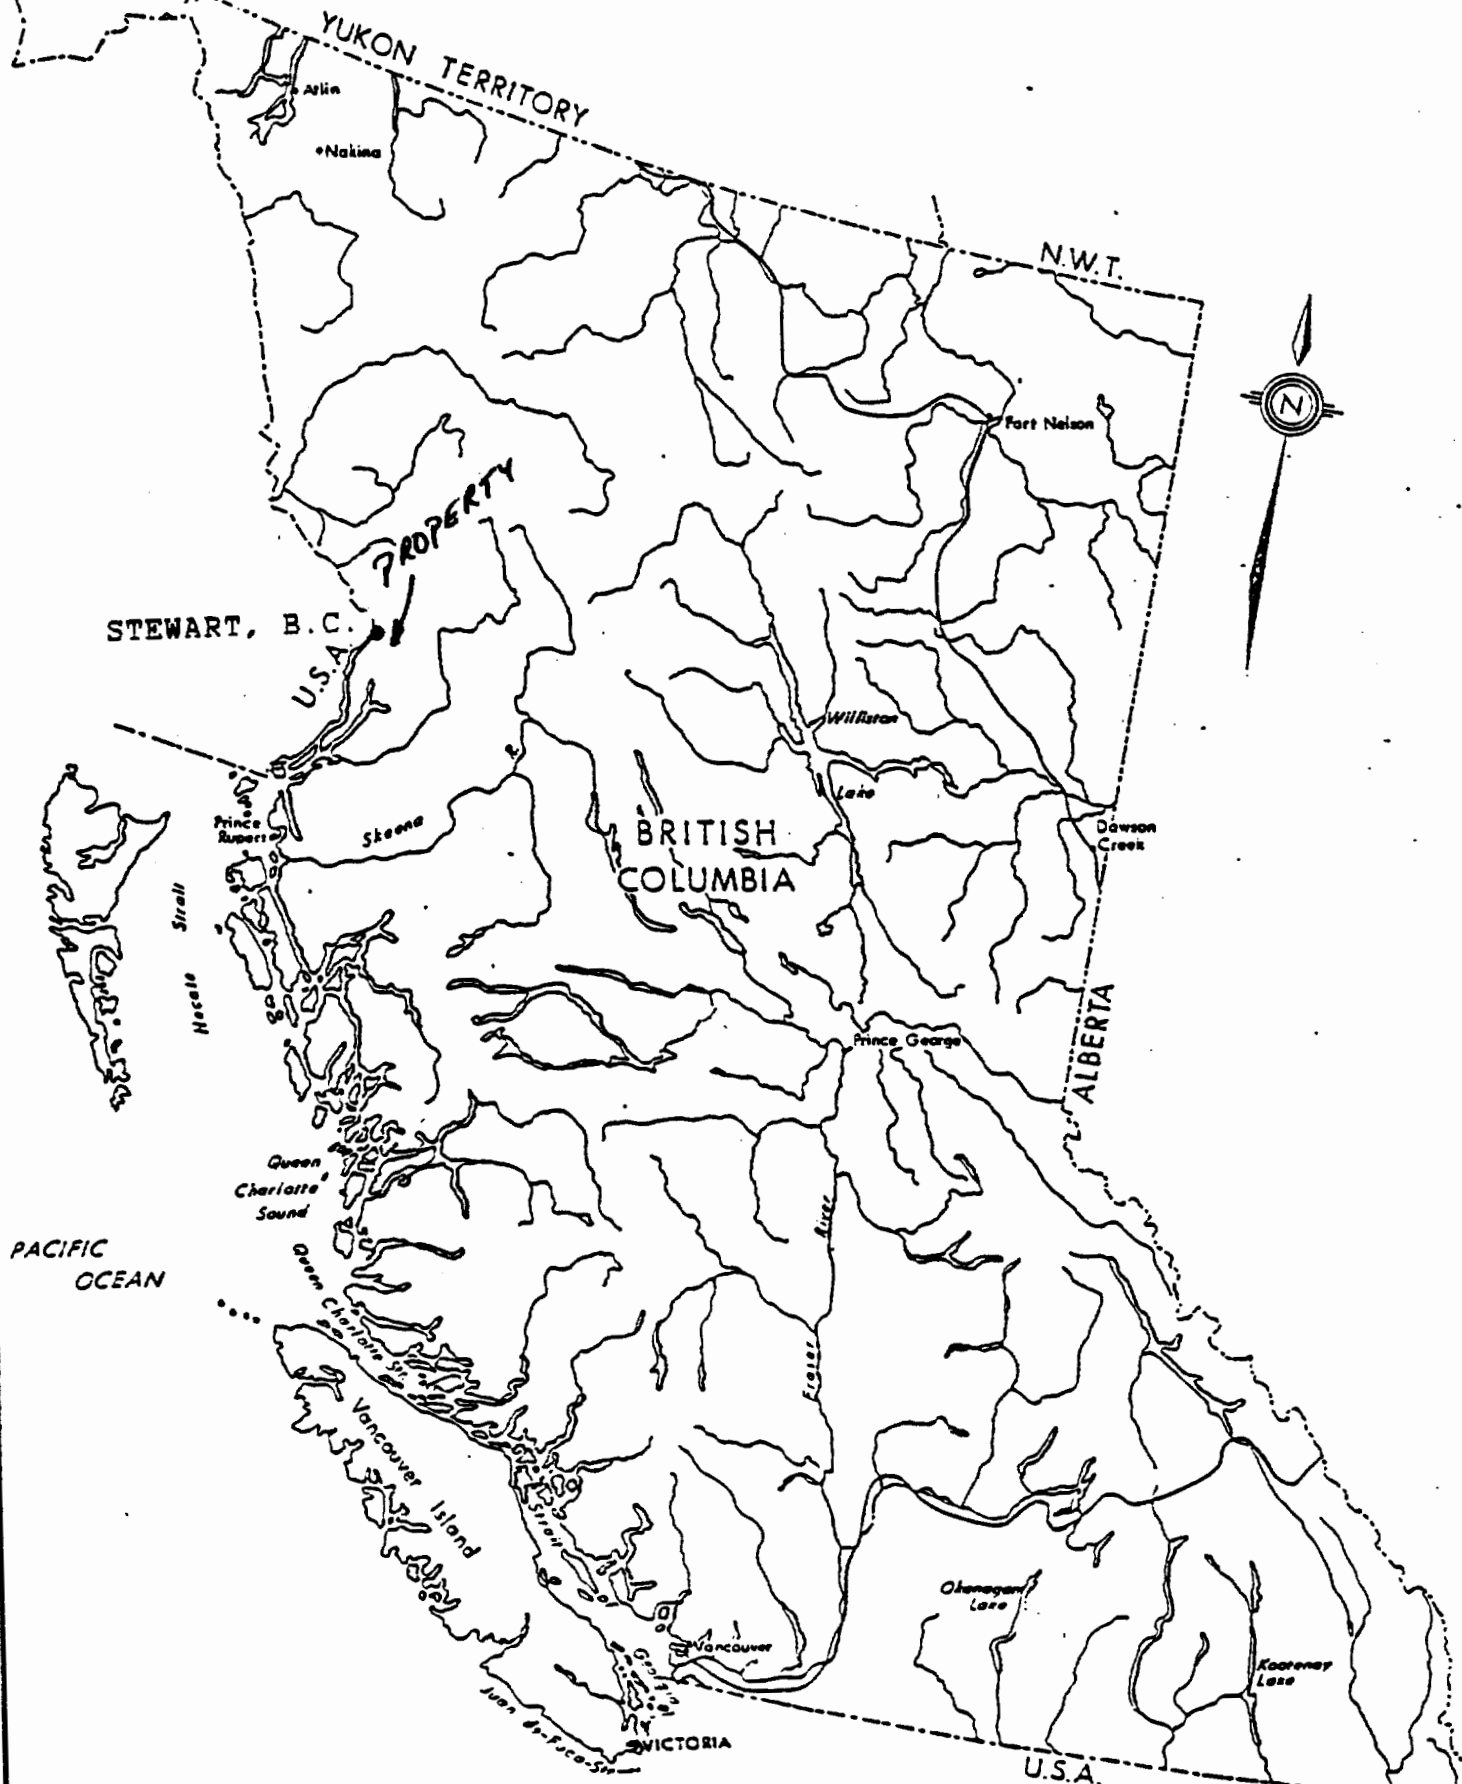 YUKON TERRITORY
Atlin
Nakina
N.W.T.
N
Fort Nelson
PROPERTY
STEWART, B.C.
U.S.A.
Williston
Lake
Prince
Rupert
Skeena
R.
BRITISH
COLUMBIA
Dawson
Creek
Strait
Hecate
Prince George
ALBERTA
Queen
Charlotte
Sound
PACIFIC
OCEAN
Queen Charlotte Str.
River
Fraser
Vancouver Island
Strait
Georgia
Okanagan
Lake
Vancouver
Kootenay
Lake
Juan de-Fuca-Str
VICTORIA
U.S.A.